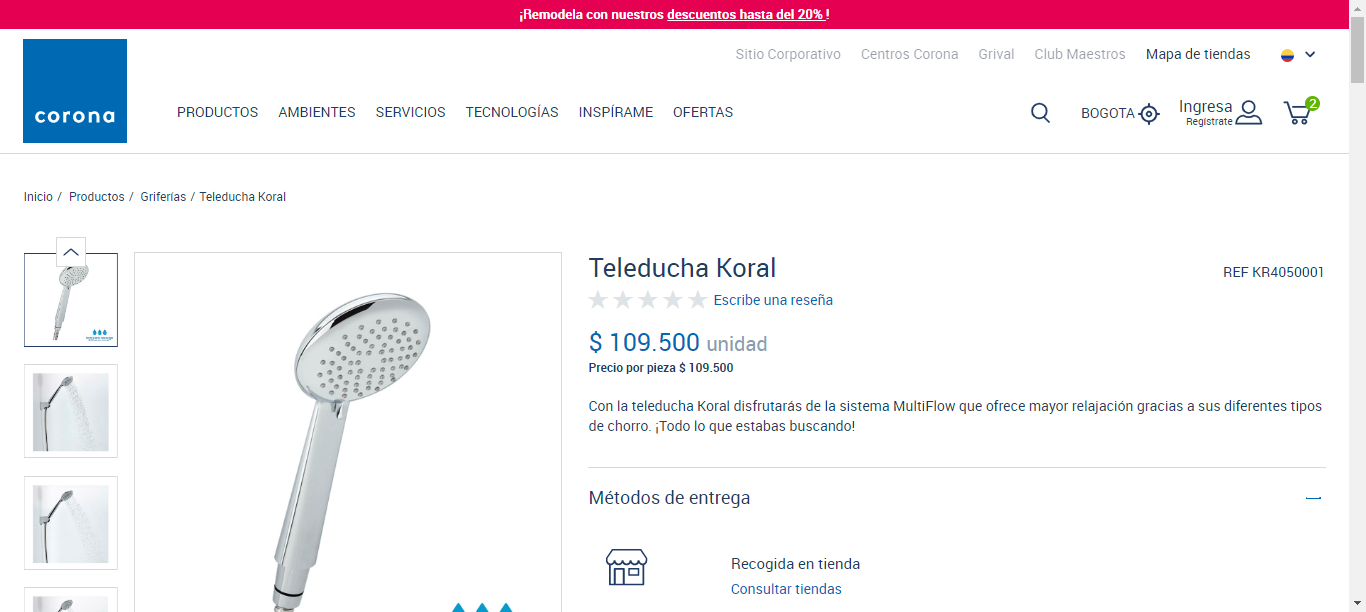 ¡Remodela con nuestros descuentos hasta del 20% !
Sitio Corporativo Centros Corona Grival Club Maestros Mapa de tiendas
corona
PRODUCTOS AMBIENTES SERVICIOS TECNOLOGÍAS INSPÍRAME OFERTAS
BOGOTA
Ingresa
Regístrate
2
Inicio / Productos / Griferías / Teleducha Koral
Teleducha Koral
REF KR4050001
Escribe una reseña
$ 109.500 unidad
Precio por pieza $ 109.500
Con la teleducha Koral disfrutarás de la sistema MultiFlow que ofrece mayor relajación gracias a sus diferentes tipos
de chorro. ¡Todo lo que estabas buscando!
Métodos de entrega
Recogida en tienda
Consultar tiendas